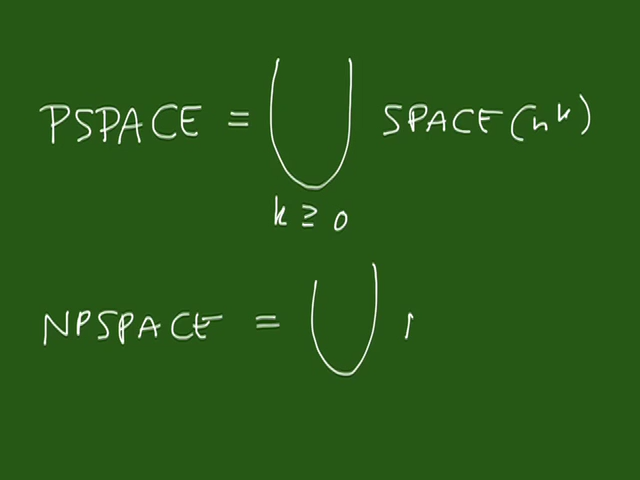 PSPACE = ⋃ SPACE(n^k)
k ≥ 0
NPSPACE = ⋃